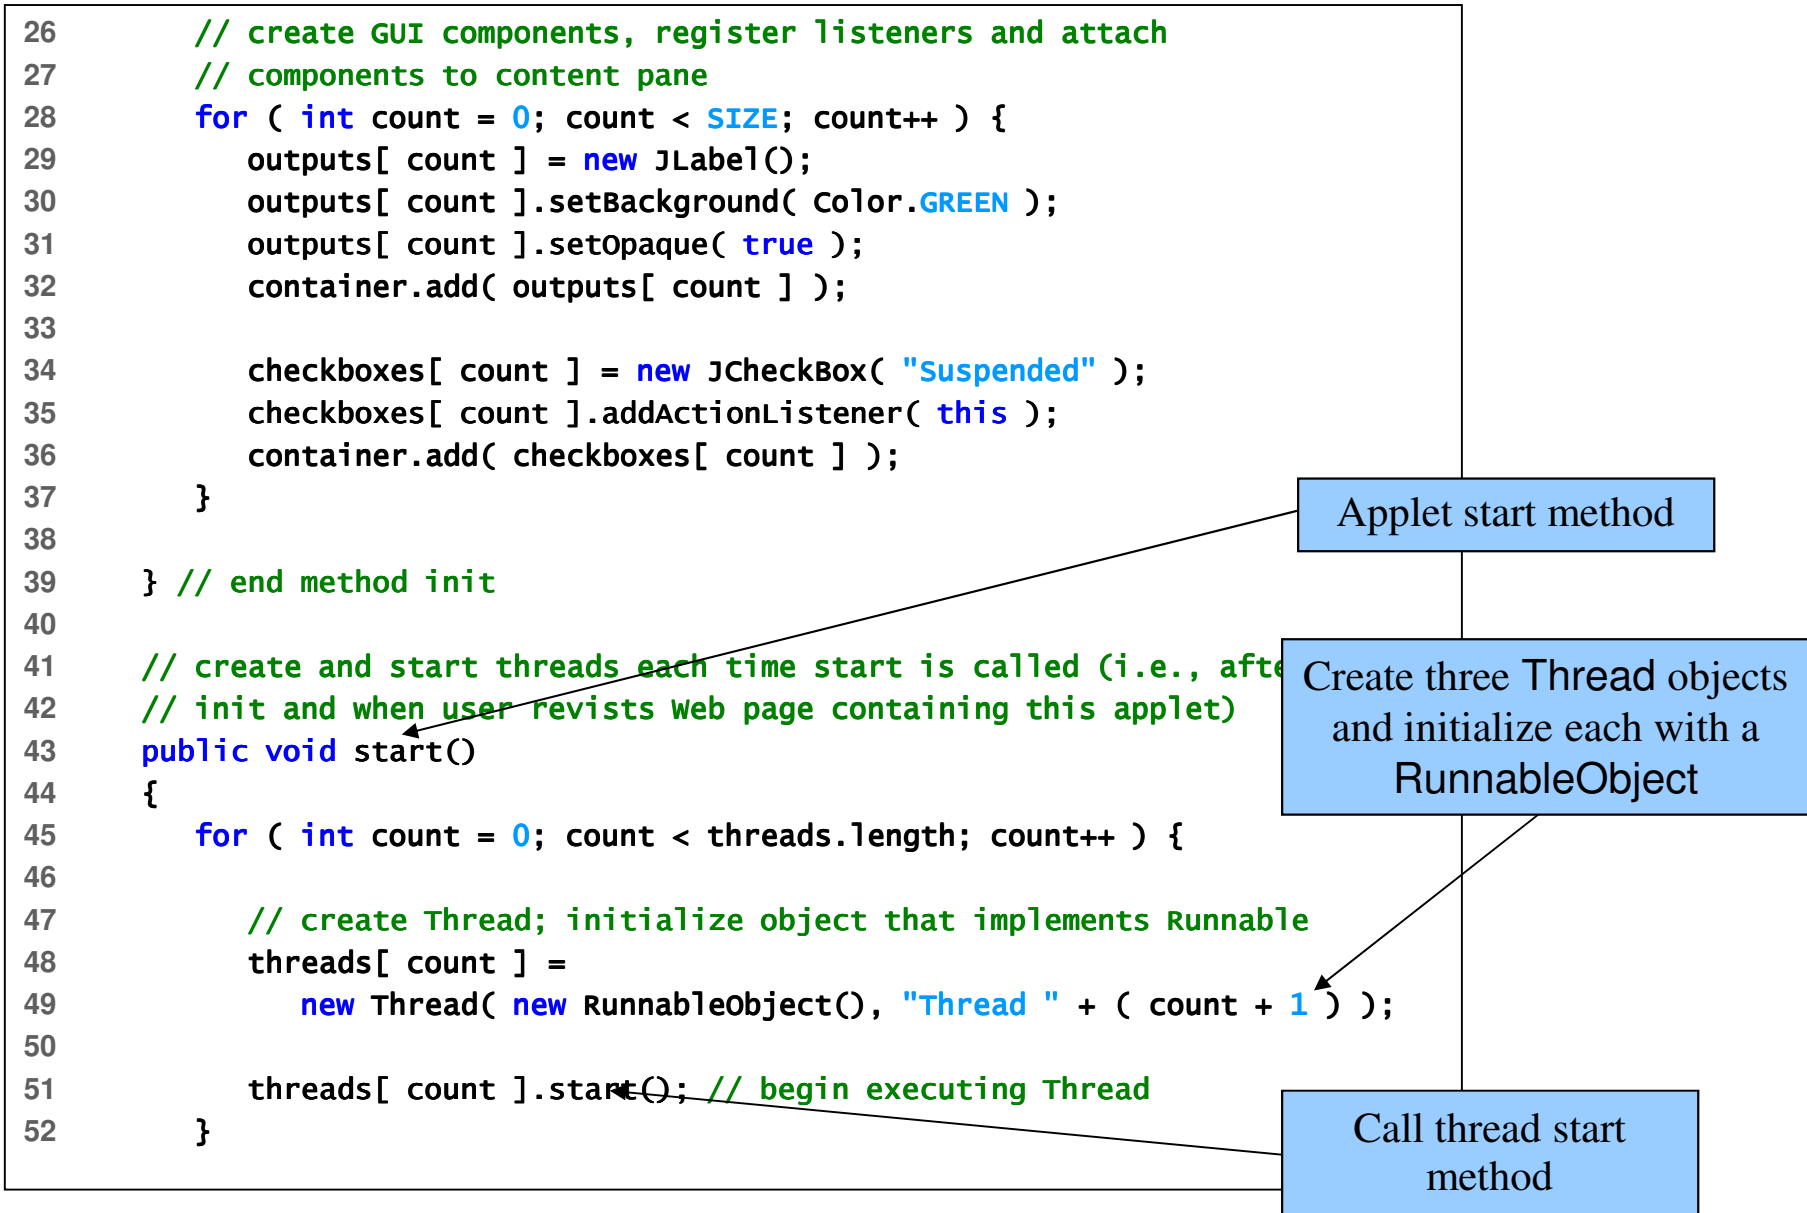 26 // create GUI components, register listeners and attach
27 // components to content pane
28 for ( int count = 0; count < SIZE; count++ ) {
29 outputs[ count ] = new JLabel();
30 outputs[ count ].setBackground( Color.GREEN );
31 outputs[ count ].setOpaque( true );
32 container.add( outputs[ count ] );
33
34 checkboxes[ count ] = new JCheckBox( "Suspended" );
35 checkboxes[ count ].addActionListener( this );
36 container.add( checkboxes[ count ] );
37 }
38
39 } // end method init
40
41 // create and start threads each time start is called (i.e., afte
42 // init and when user revists Web page containing this applet)
43 public void start()
44 {
45 for ( int count = 0; count < threads.length; count++ ) {
46
47 // create Thread; initialize object that implements Runnable
48 threads[ count ] =
49 new Thread( new RunnableObject(), "Thread " + ( count + 1 ) );
50
51 threads[ count ].start(); // begin executing Thread
52 }
Applet start method
Create three Thread objects
and initialize each with a
RunnableObject
Call thread start
method